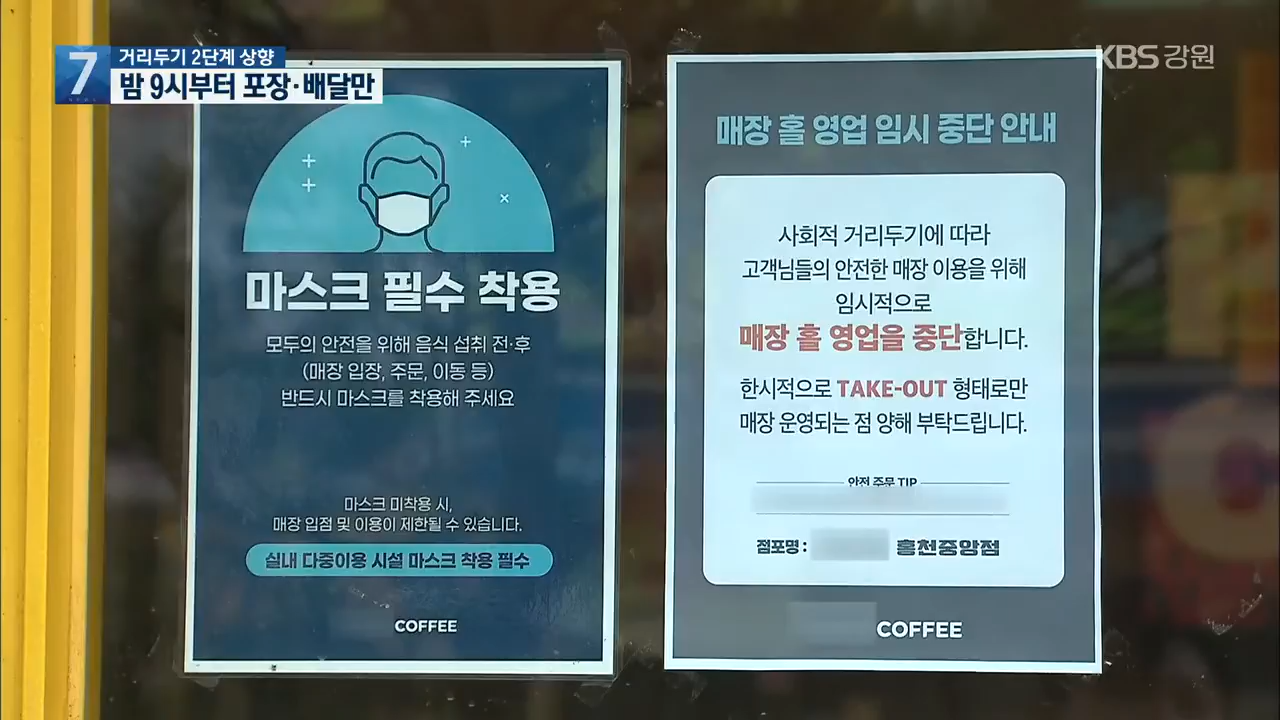 7
거리두기 2단계 상향
밤 9시부터 포장·배달만
KBS 강원
마스크 필수 착용
모두의 안전을 위해 음식 섭취 전·후
(매장 입장, 주문, 이동 등)
반드시 마스크를 착용해 주세요
마스크 미착용 시,
매장 입점 및 이용이 제한될 수 있습니다.
실내 다중이용 시설 마스크 착용 필수
COFFEE
매장 홀 영업 임시 중단 안내
사회적 거리두기에 따라
고객님들의 안전한 매장 이용을 위해
임시적으로
매장 홀 영업을 중단합니다.
한시적으로 TAKE-OUT 형태로만
매장 운영되는 점 양해 부탁드립니다.
안전 주문 TIP
점포명 : 홍천중앙점
COFFEE